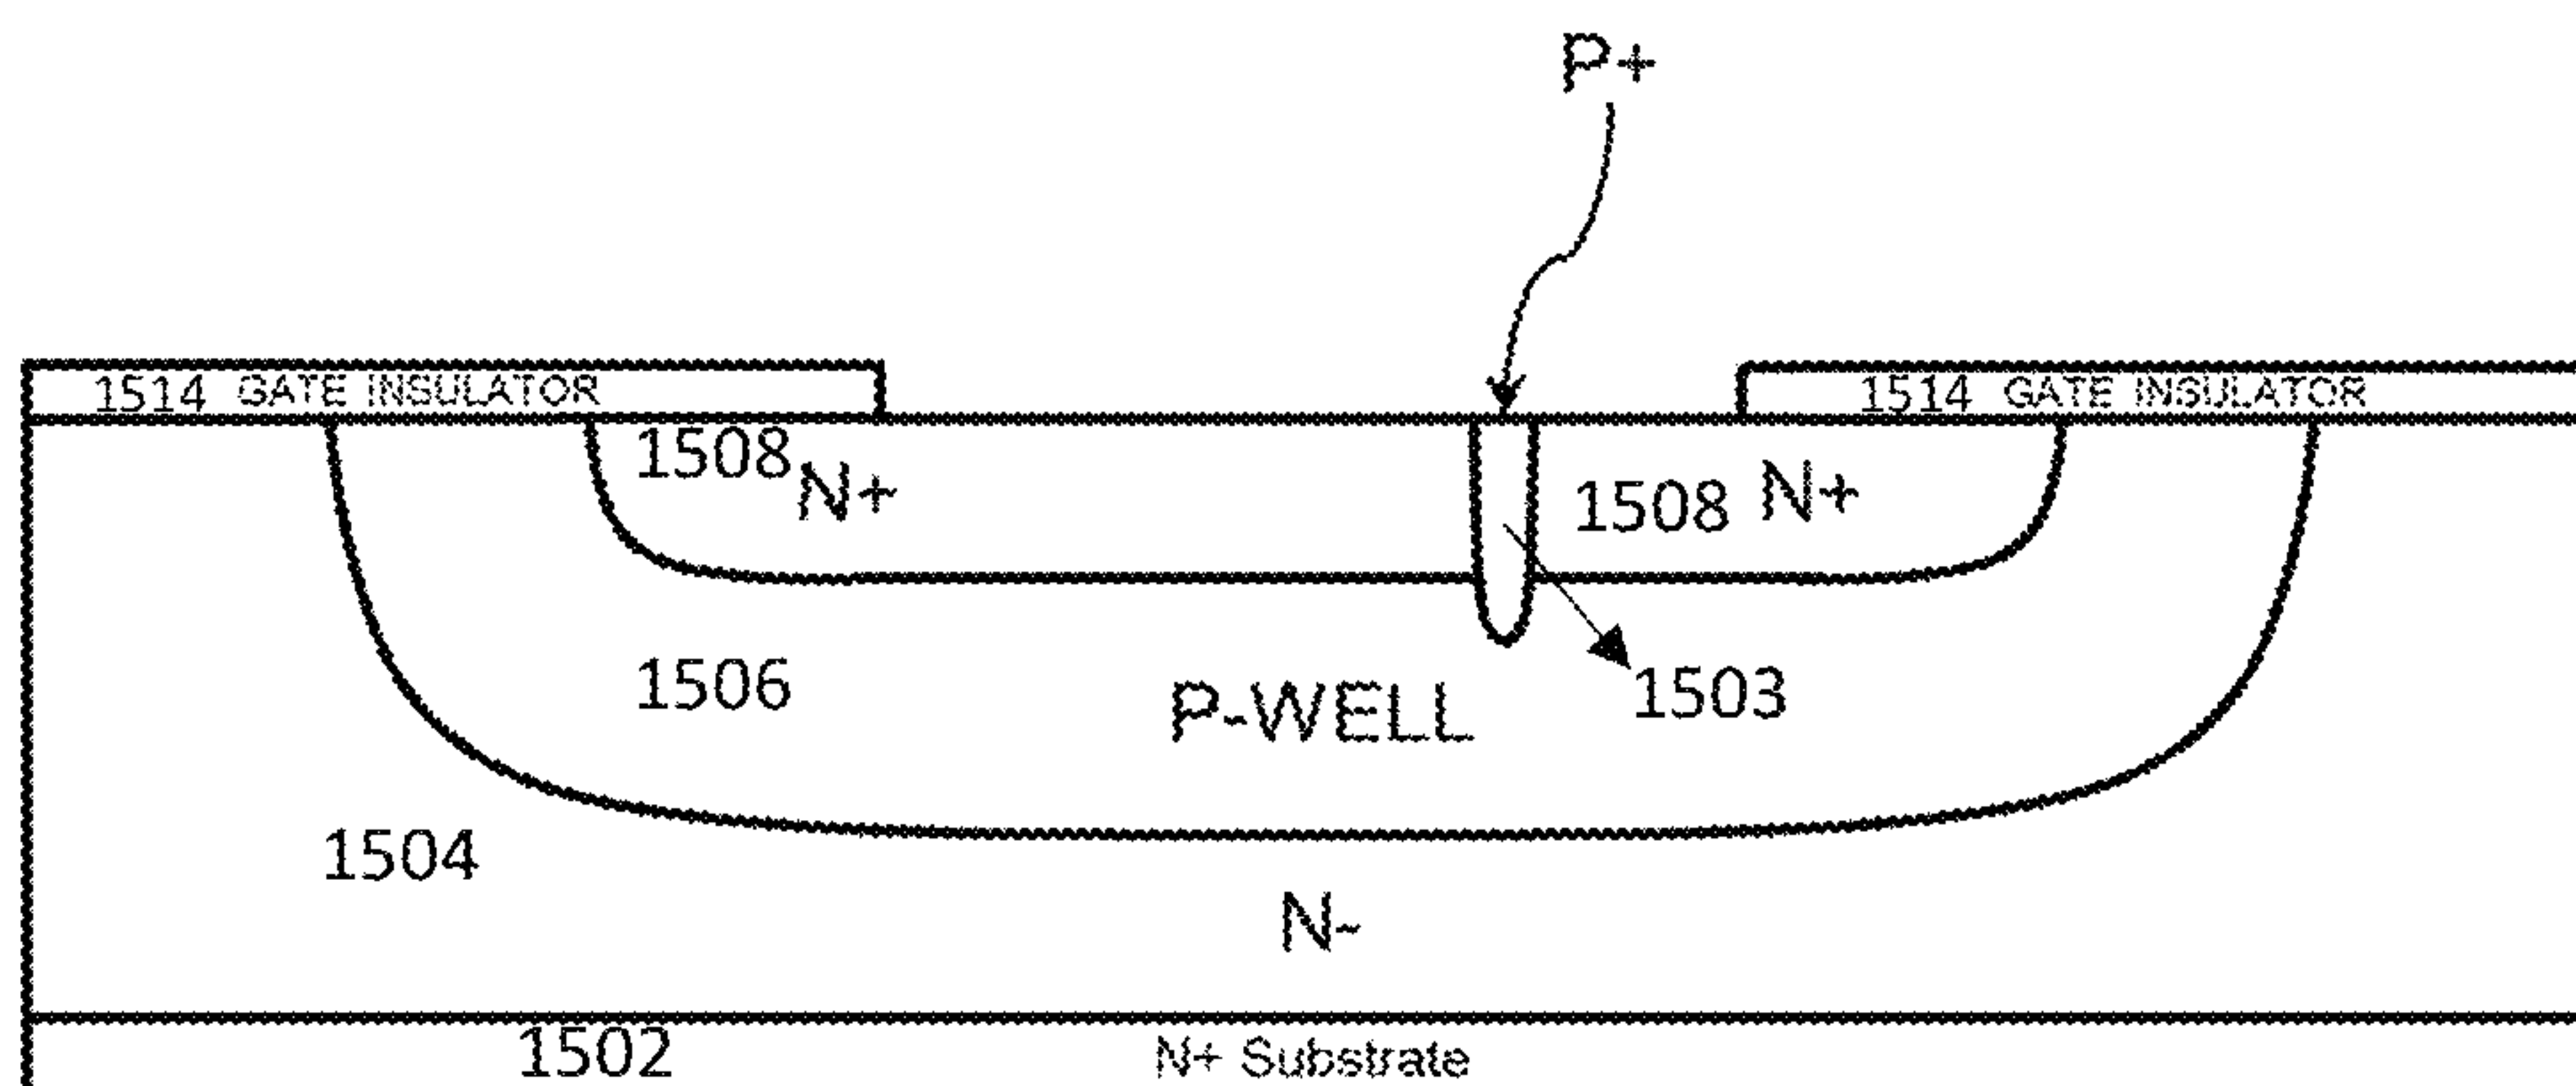 P+
1514 GATE INSULATOR
1514 GATE INSULATOR
1508 N+
1508 N+
1506
P-WELL
1503
1504
N-
1502
N+ Substrate